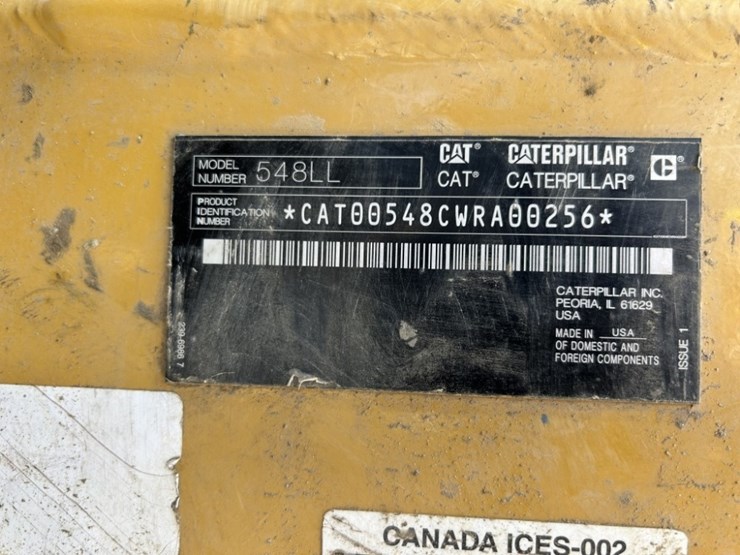 MODEL NUMBER 548LL
CAT® CATERPILLAR®
CAT® CATERPILLAR®
PRODUCT IDENTIFICATION NUMBER *CAT00548CWRA00256*
CATERPILLAR INC.
PEORIA, IL 61629
USA
MADE IN USA
OF DOMESTIC AND
FOREIGN COMPONENTS
ISSUE 1
CANADA ICES-002